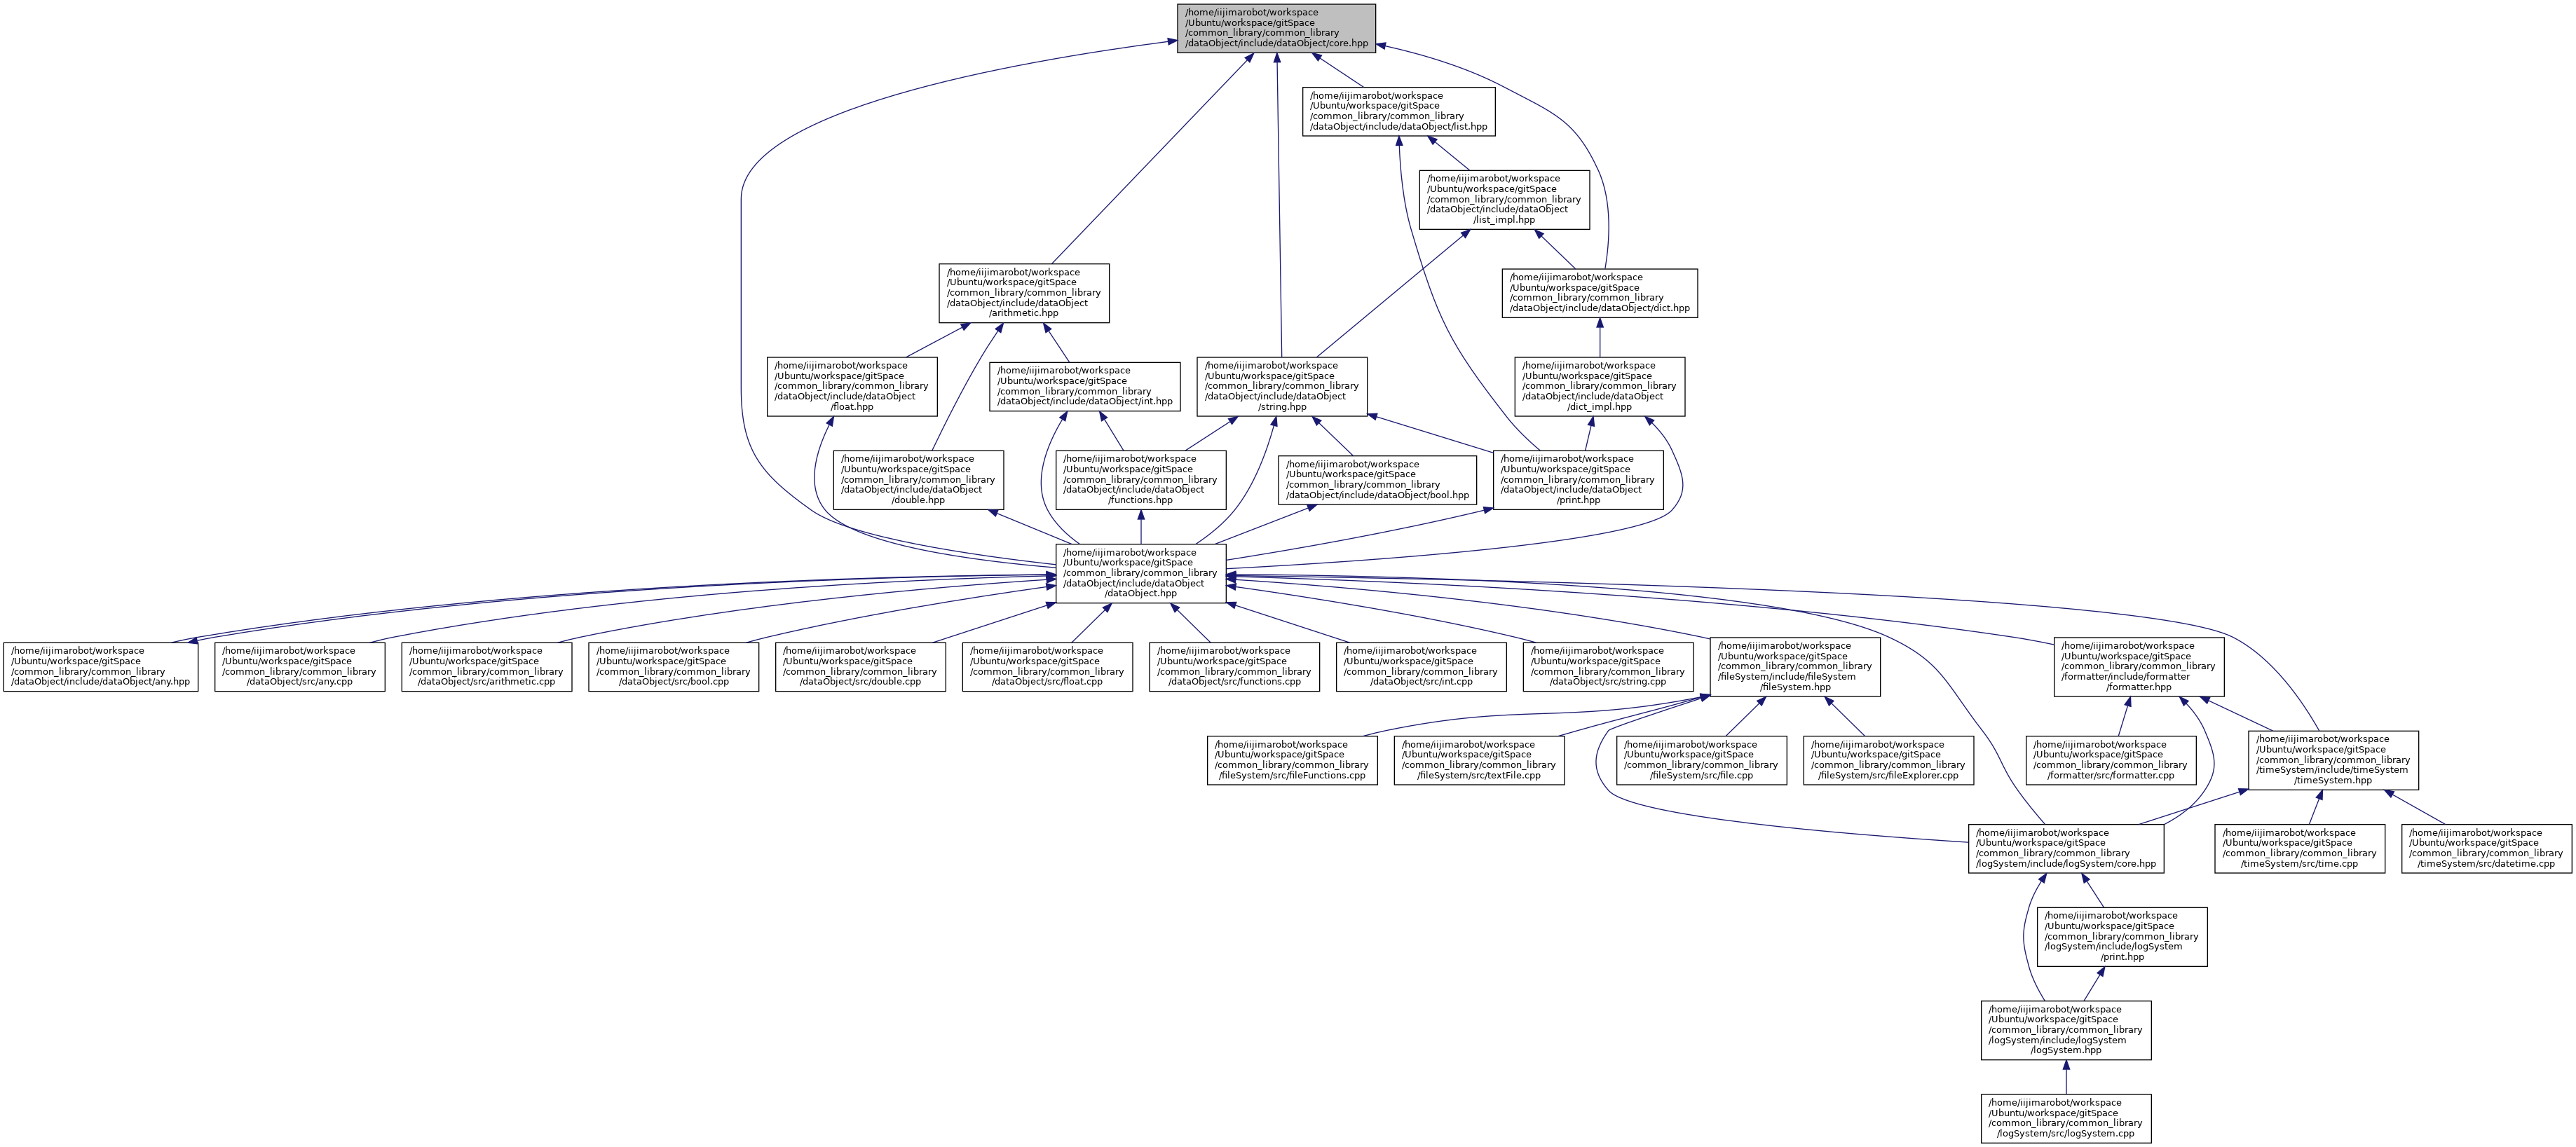 /home/iijimarobot/workspace
/Ubuntu/workspace/gitSpace
/common_library/common_library
/dataObject/include/dataObject/core.hpp
/home/iijimarobot/workspace
/Ubuntu/workspace/gitSpace
/common_library/common_library
/dataObject/include/dataObject/list.hpp
/home/iijimarobot/workspace
/Ubuntu/workspace/gitSpace
/common_library/common_library
/dataObject/include/dataObject
/list_impl.hpp
/home/iijimarobot/workspace
/Ubuntu/workspace/gitSpace
/common_library/common_library
/dataObject/include/dataObject
/arithmetic.hpp
/home/iijimarobot/workspace
/Ubuntu/workspace/gitSpace
/common_library/common_library
/dataObject/include/dataObject/dict.hpp
/home/iijimarobot/workspace
/Ubuntu/workspace/gitSpace
/common_library/common_library
/dataObject/include/dataObject
/float.hpp
/home/iijimarobot/workspace
/Ubuntu/workspace/gitSpace
/common_library/common_library
/dataObject/include/dataObject/int.hpp
/home/iijimarobot/workspace
/Ubuntu/workspace/gitSpace
/common_library/common_library
/dataObject/include/dataObject
/string.hpp
/home/iijimarobot/workspace
/Ubuntu/workspace/gitSpace
/common_library/common_library
/dataObject/include/dataObject
/dict_impl.hpp
/home/iijimarobot/workspace
/Ubuntu/workspace/gitSpace
/common_library/common_library
/dataObject/include/dataObject
/double.hpp
/home/iijimarobot/workspace
/Ubuntu/workspace/gitSpace
/common_library/common_library
/dataObject/include/dataObject
/functions.hpp
/home/iijimarobot/workspace
/Ubuntu/workspace/gitSpace
/common_library/common_library
/dataObject/include/dataObject/bool.hpp
/home/iijimarobot/workspace
/Ubuntu/workspace/gitSpace
/common_library/common_library
/dataObject/include/dataObject
/print.hpp
/home/iijimarobot/workspace
/Ubuntu/workspace/gitSpace
/common_library/common_library
/dataObject/include/dataObject
/dataObject.hpp
/home/iijimarobot/workspace
/Ubuntu/workspace/gitSpace
/common_library/common_library
/dataObject/include/dataObject/any.hpp
/home/iijimarobot/workspace
/Ubuntu/workspace/gitSpace
/common_library/common_library
/dataObject/src/any.cpp
/home/iijimarobot/workspace
/Ubuntu/workspace/gitSpace
/common_library/common_library
/dataObject/src/arithmetic.cpp
/home/iijimarobot/workspace
/Ubuntu/workspace/gitSpace
/common_library/common_library
/dataObject/src/bool.cpp
/home/iijimarobot/workspace
/Ubuntu/workspace/gitSpace
/common_library/common_library
/dataObject/src/double.cpp
/home/iijimarobot/workspace
/Ubuntu/workspace/gitSpace
/common_library/common_library
/dataObject/src/float.cpp
/home/iijimarobot/workspace
/Ubuntu/workspace/gitSpace
/common_library/common_library
/dataObject/src/functions.cpp
/home/iijimarobot/workspace
/Ubuntu/workspace/gitSpace
/common_library/common_library
/dataObject/src/int.cpp
/home/iijimarobot/workspace
/Ubuntu/workspace/gitSpace
/common_library/common_library
/dataObject/src/string.cpp
/home/iijimarobot/workspace
/Ubuntu/workspace/gitSpace
/common_library/common_library
/fileSystem/include/fileSystem
/fileSystem.hpp
/home/iijimarobot/workspace
/Ubuntu/workspace/gitSpace
/common_library/common_library
/formatter/include/formatter
/formatter.hpp
/home/iijimarobot/workspace
/Ubuntu/workspace/gitSpace
/common_library/common_library
/fileSystem/src/fileFunctions.cpp
/home/iijimarobot/workspace
/Ubuntu/workspace/gitSpace
/common_library/common_library
/fileSystem/src/textFile.cpp
/home/iijimarobot/workspace
/Ubuntu/workspace/gitSpace
/common_library/common_library
/fileSystem/src/file.cpp
/home/iijimarobot/workspace
/Ubuntu/workspace/gitSpace
/common_library/common_library
/fileSystem/src/fileExplorer.cpp
/home/iijimarobot/workspace
/Ubuntu/workspace/gitSpace
/common_library/common_library
/formatter/src/formatter.cpp
/home/iijimarobot/workspace
/Ubuntu/workspace/gitSpace
/common_library/common_library
/timeSystem/include/timeSystem
/timeSystem.hpp
/home/iijimarobot/workspace
/Ubuntu/workspace/gitSpace
/common_library/common_library
/logSystem/include/logSystem/core.hpp
/home/iijimarobot/workspace
/Ubuntu/workspace/gitSpace
/common_library/common_library
/timeSystem/src/time.cpp
/home/iijimarobot/workspace
/Ubuntu/workspace/gitSpace
/common_library/common_library
/timeSystem/src/datetime.cpp
/home/iijimarobot/workspace
/Ubuntu/workspace/gitSpace
/common_library/common_library
/logSystem/include/logSystem
/print.hpp
/home/iijimarobot/workspace
/Ubuntu/workspace/gitSpace
/common_library/common_library
/logSystem/include/logSystem
/logSystem.hpp
/home/iijimarobot/workspace
/Ubuntu/workspace/gitSpace
/common_library/common_library
/logSystem/src/logSystem.cpp